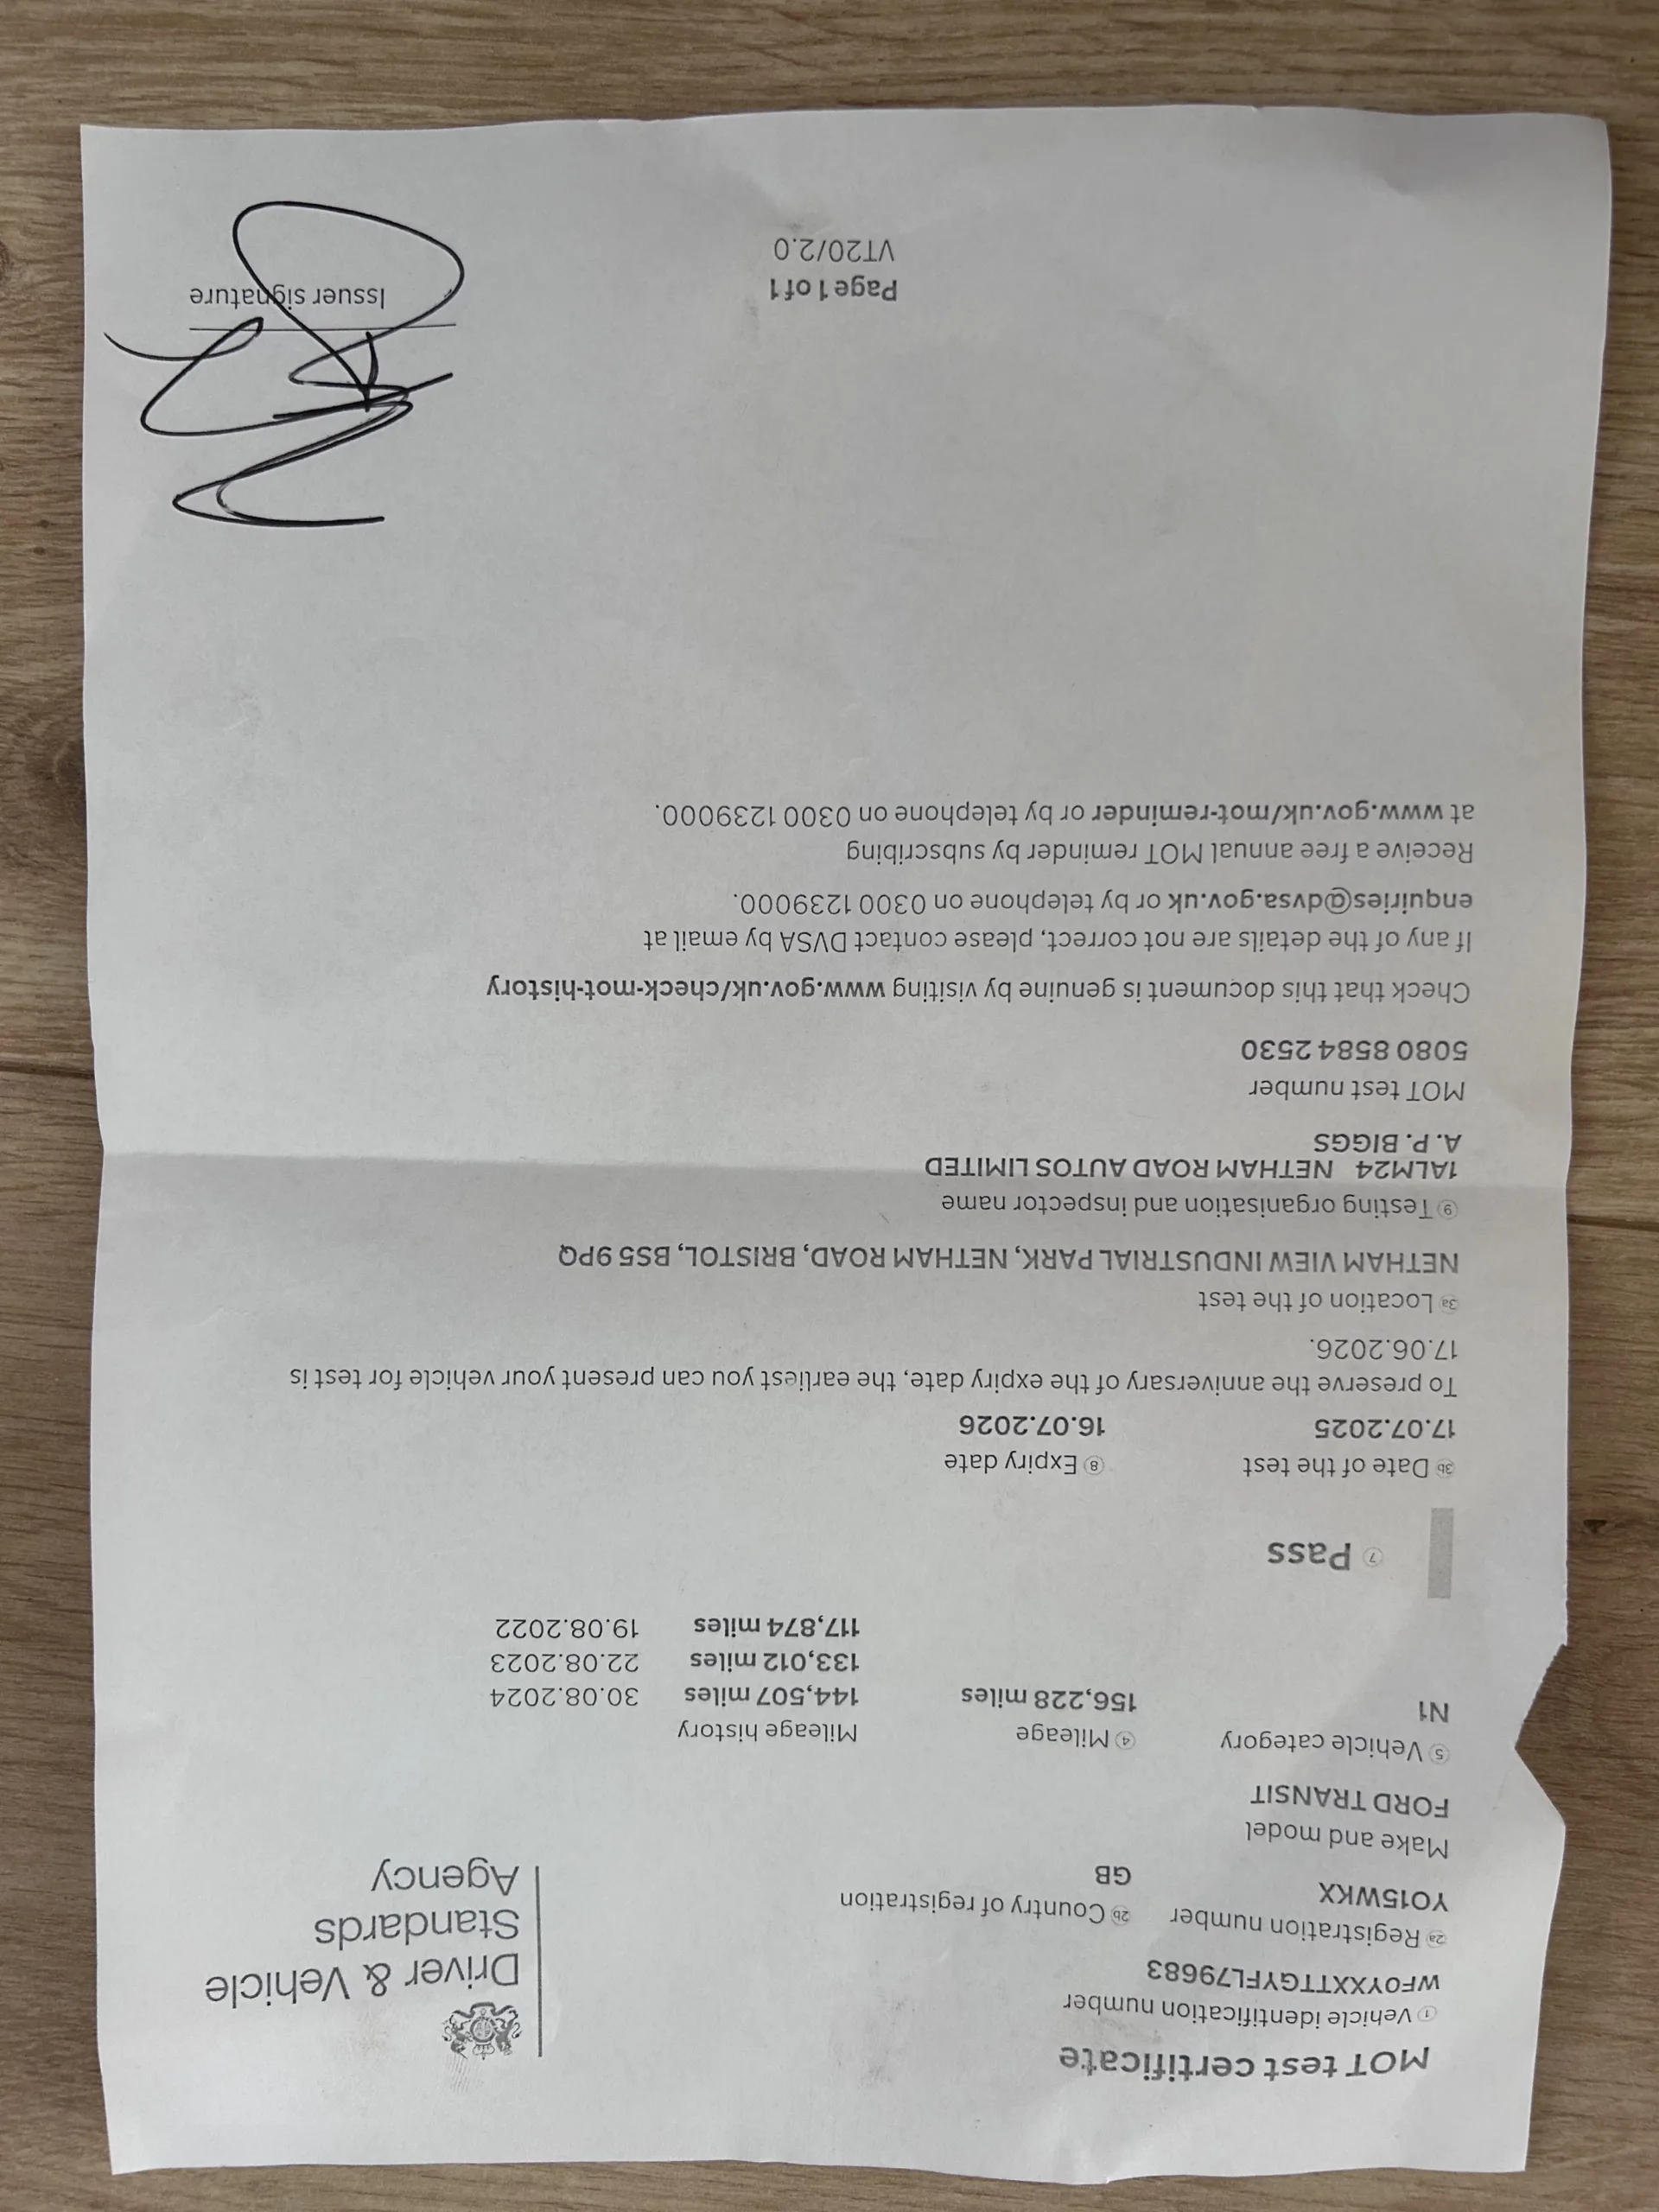 MOT test certificate
Driver & Vehicle
Standards
Agency
1 Vehicle identification number
WF0YXXTTGYFL79683
2a Registration number
YO15WKX
2b Country of registration
GB
Make and model
FORD TRANSIT
5 Vehicle category
N1
4 Mileage
156,228 miles
Mileage history
144,507 miles 30.08.2024
133,012 miles 22.08.2023
117,874 miles 19.08.2022
7 Pass
3b Date of the test
17.07.2025
8 Expiry date
16.07.2026
To preserve the anniversary of the expiry date, the earliest you can present your vehicle for test is
17.06.2026.
3a Location of the test
NETHAM VIEW INDUSTRIAL PARK, NETHAM ROAD, BRISTOL, BS5 9PQ
9 Testing organisation and inspector name
1ALM24 NETHAM ROAD AUTOS LIMITED
A. P. BIGGS
MOT test number
5080 8584 2530
Check that this document is genuine by visiting www.gov.uk/check-mot-history
If any of the details are not correct, please contact DVSA by email at
enquiries@dvsa.gov.uk or by telephone on 0300 1239000.
Receive a free annual MOT reminder by subscribing
at www.gov.uk/mot-reminder or by telephone on 0300 1239000.
Page 1 of 1
VT20/2.0
Issuer signature